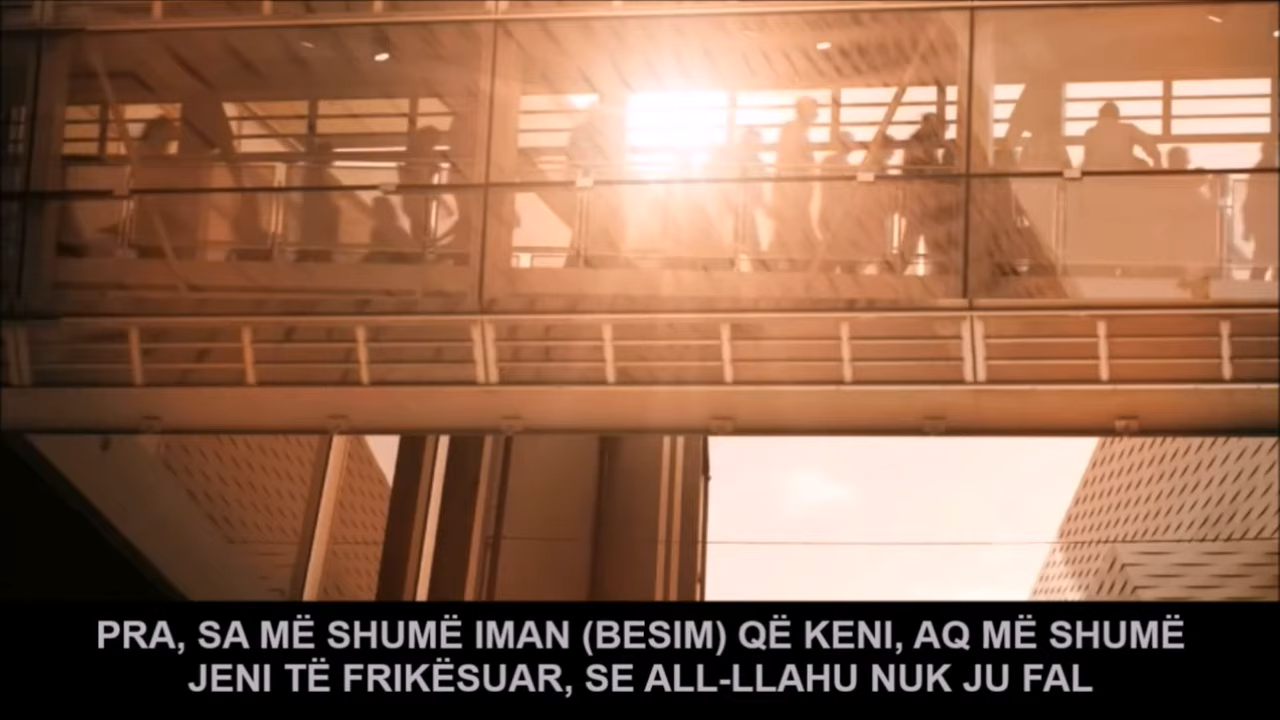 PRA, SA MË SHUMË IMAN (BESIM) QË KENI, AQ MË SHUMË
JENI TË FRIKËSUAR, SE ALL-LLAHU NUK JU FAL